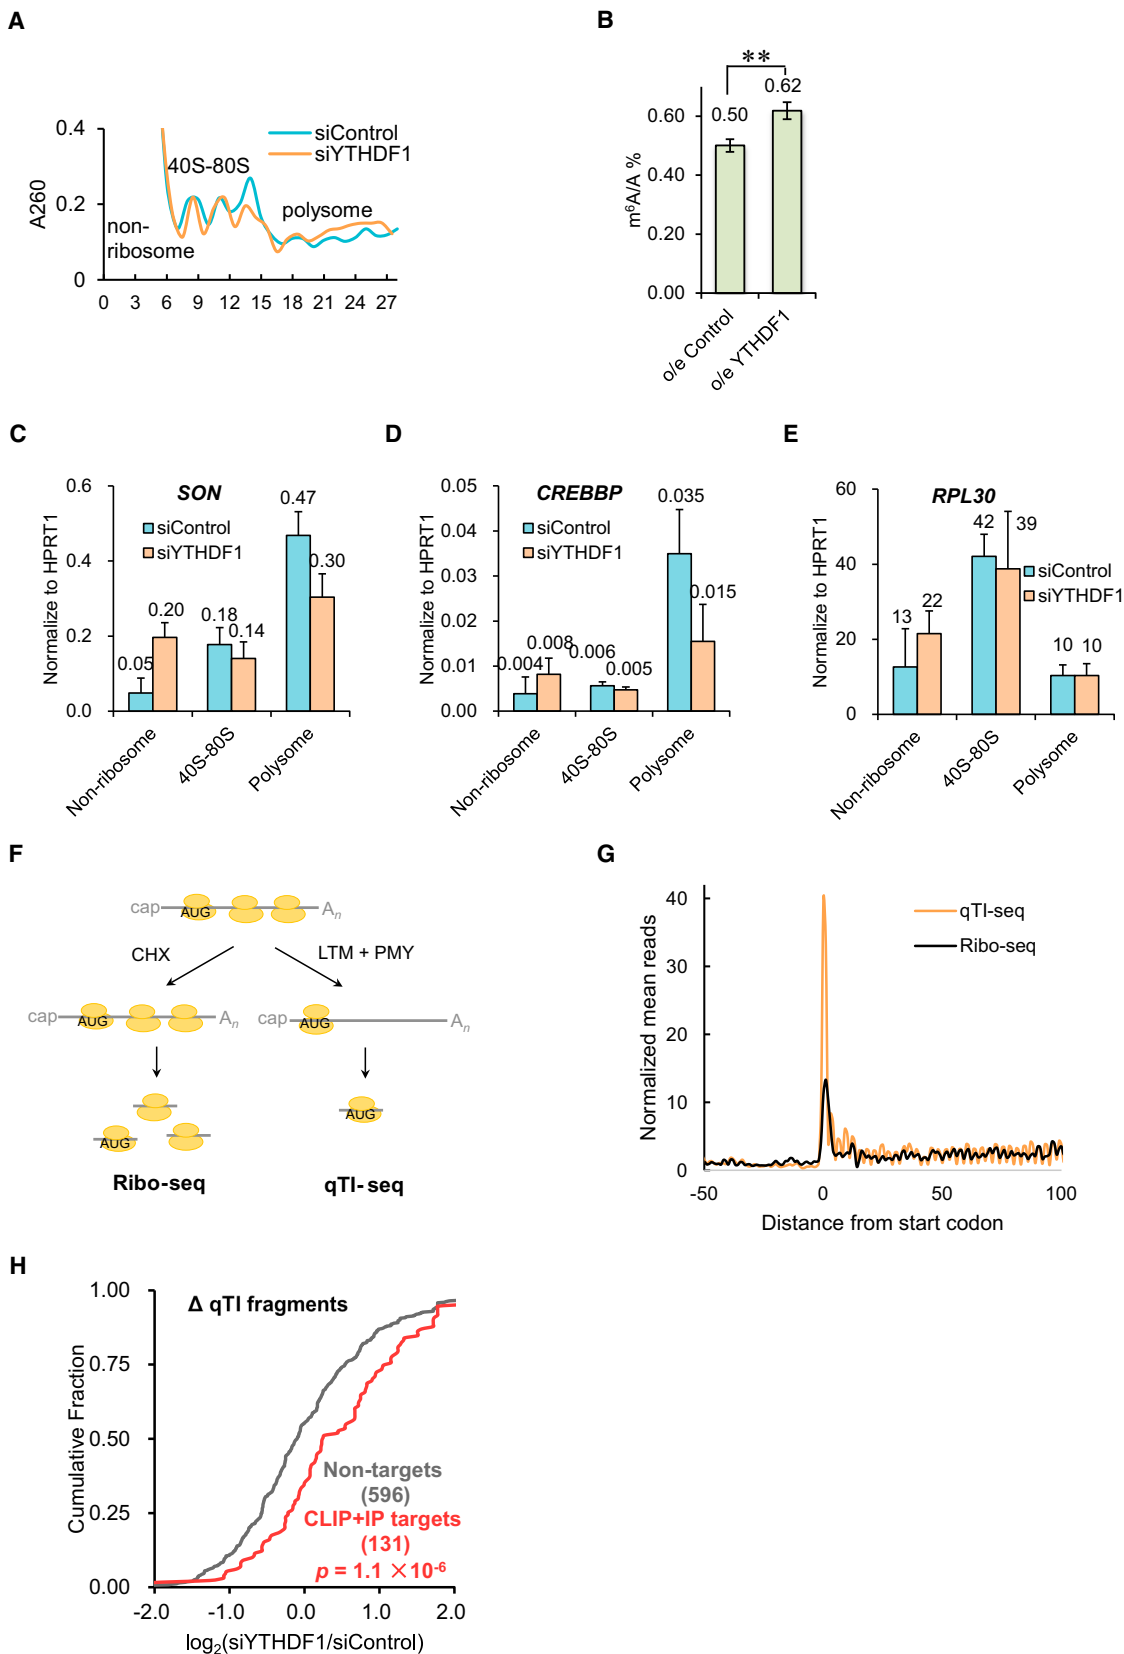 A
0.4
0.2
0
A260
siControl
siYTHDF1
40S-80S
polysome
non-
ribosome
0 3 6 9 12 15 18 21 24 27
B
**
0.50
0.62
0.60
0.40
0.20
0.00
m⁶A/A %
o/e Control
o/e YTHDF1
C
SON
siControl
siYTHDF1
Normalize to HPRT1
0.6
0.4
0.2
0.0
0.05
0.20
0.18
0.14
0.47
0.30
Non-ribosome
40S-80S
Polysome
D
CREBBP
siControl
siYTHDF1
Normalize to HPRT1
0.05
0.04
0.03
0.02
0.01
0.00
0.004
0.008
0.006
0.005
0.035
0.015
Non-ribosome
40S-80S
Polysome
E
RPL30
siControl
siYTHDF1
Normalize to HPRT1
60
40
20
0
13
22
42
39
10
10
Non-ribosome
40S-80S
Polysome
F
cap
AUG
Aₙ
CHX
LTM + PMY
cap
AUG
Aₙ
cap
AUG
Aₙ
AUG
AUG
Ribo-seq
qTI-seq
G
qTI-seq
Ribo-seq
Normalized mean reads
40
30
20
10
0
-50 0 50 100
Distance from start codon
H
Δ qTI fragments
Cumulative Fraction
1.00
0.75
0.50
0.25
0.00
Non-targets
(596)
CLIP+IP targets
(131)
p = 1.1 ×10⁻⁶
-2.0 -1.0 0.0 1.0 2.0
log₂(siYTHDF1/siControl)